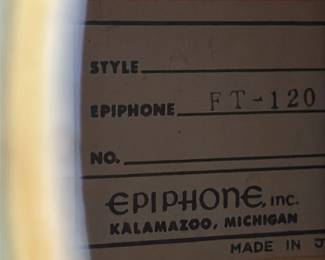 STYLE
EPIPHONE FT-120
NO.
EPIPHONE, INC.
KALAMAZOO, MICHIGAN
MADE IN J